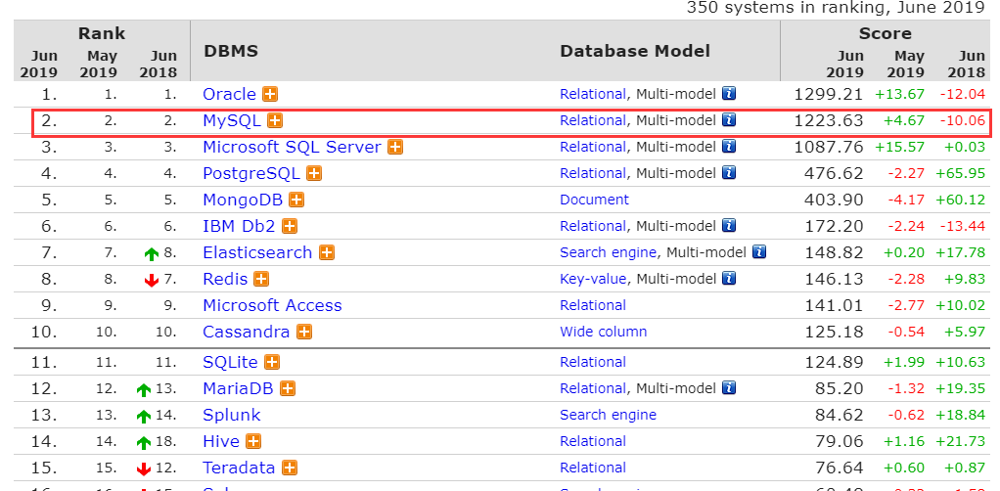 350 systems in ranking, June 2019
Rank DBMS Database Model Score
Jun 2019 May 2019 Jun 2018 Jun 2019 May 2019 Jun 2018
1. 1. 1. Oracle Relational, Multi-model i 1299.21 +13.67 -12.04
2. 2. 2. MySQL Relational, Multi-model i 1223.63 +4.67 -10.06
3. 3. 3. Microsoft SQL Server Relational, Multi-model i 1087.76 +15.57 +0.03
4. 4. 4. PostgreSQL Relational, Multi-model i 476.62 -2.27 +65.95
5. 5. 5. MongoDB Document 403.90 -4.17 +60.12
6. 6. 6. IBM Db2 Relational, Multi-model i 172.20 -2.24 -13.44
7. 7. 8. Elasticsearch Search engine, Multi-model i 148.82 +0.20 +17.78
8. 8. 7. Redis Key-value, Multi-model i 146.13 -2.28 +9.83
9. 9. 9. Microsoft Access Relational 141.01 -2.77 +10.02
10. 10. 10. Cassandra Wide column 125.18 -0.54 +5.97
11. 11. 11. SQLite Relational 124.89 +1.99 +10.63
12. 12. 13. MariaDB Relational, Multi-model i 85.20 -1.32 +19.35
13. 13. 14. Splunk Search engine 84.62 -0.62 +18.84
14. 14. 18. Hive Relational 79.06 +1.16 +21.73
15. 15. 12. Teradata Relational 76.64 +0.60 +0.87